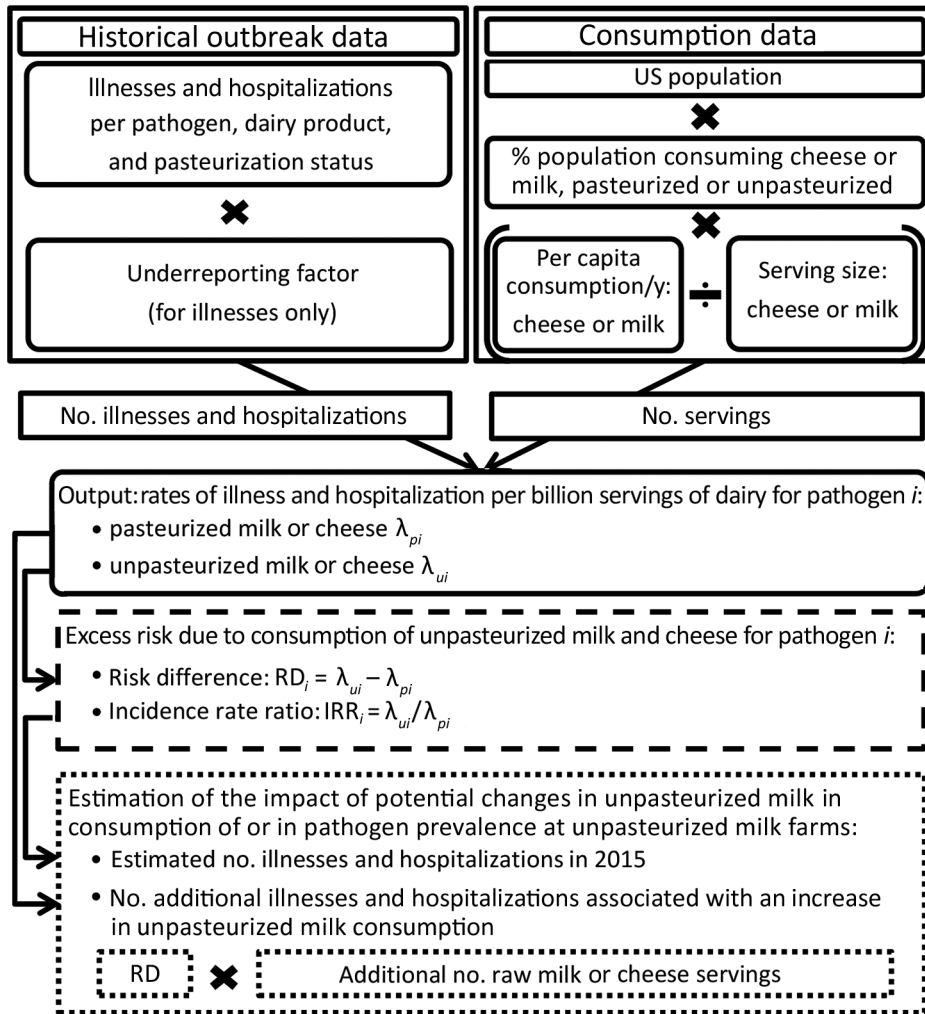 Historical outbreak data
Illnesses and hospitalizations
per pathogen, dairy product,
and pasteurization status
×
Underreporting factor
(for illnesses only)
Consumption data
US population
×
% population consuming cheese or
milk, pasteurized or unpasteurized
×
Per capita
consumption/y:
cheese or milk
÷
Serving size:
cheese or milk
No. illnesses and hospitalizations
No. servings
Output: rates of illness and hospitalization per billion servings of dairy for pathogen i:
• pasteurized milk or cheese λpi
• unpasteurized milk or cheese λui
Excess risk due to consumption of unpasteurized milk and cheese for pathogen i:
• Risk difference: RDi = λui – λpi
• Incidence rate ratio: IRRi = λui/λpi
Estimation of the impact of potential changes in unpasteurized milk in
consumption of or in pathogen prevalence at unpasteurized milk farms:
• Estimated no. illnesses and hospitalizations in 2015
• No. additional illnesses and hospitalizations associated with an increase
in unpasteurized milk consumption
RD × Additional no. raw milk or cheese servings